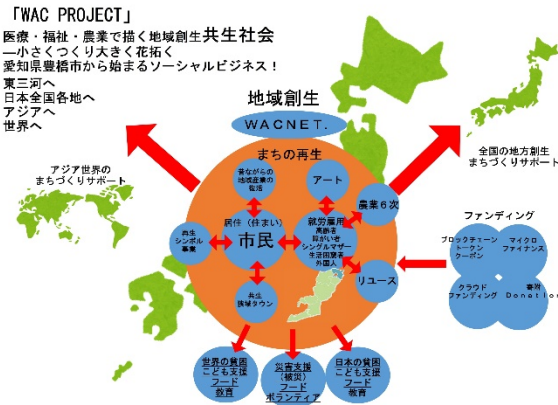 「WAC PROJECT」
医療・福祉・農業で描く地域創生共生社会
―小さくつくり大きく花拓く
愛知県豊橋市から始まるソーシャルビジネス！
東三河へ
日本全国各地へ
アジアへ
世界へ
地域創生
WACNET.
まちの再生
アジア世界の
まちづくりサポート
全国の地方創生
まちづくりサポート
昔ながらの
地域産業の
復活
アート
農業６次
居住（住まい）
市民
就労雇用
高齢者
障がい者
シングルマザー
生活困窮者
外国人
共生
シンボル
事業
リユース
共生
タウン
ファンディング
ブロックチェーン
トークン
クーポン
マイクロ
ファイナンス
クラウド
ファンディング
寄附
Donation
世界の貧困
こども支援
フード
教育
災害支援
（被災）
フード
ボランティア
日本の貧困
こども支援
フード
教育